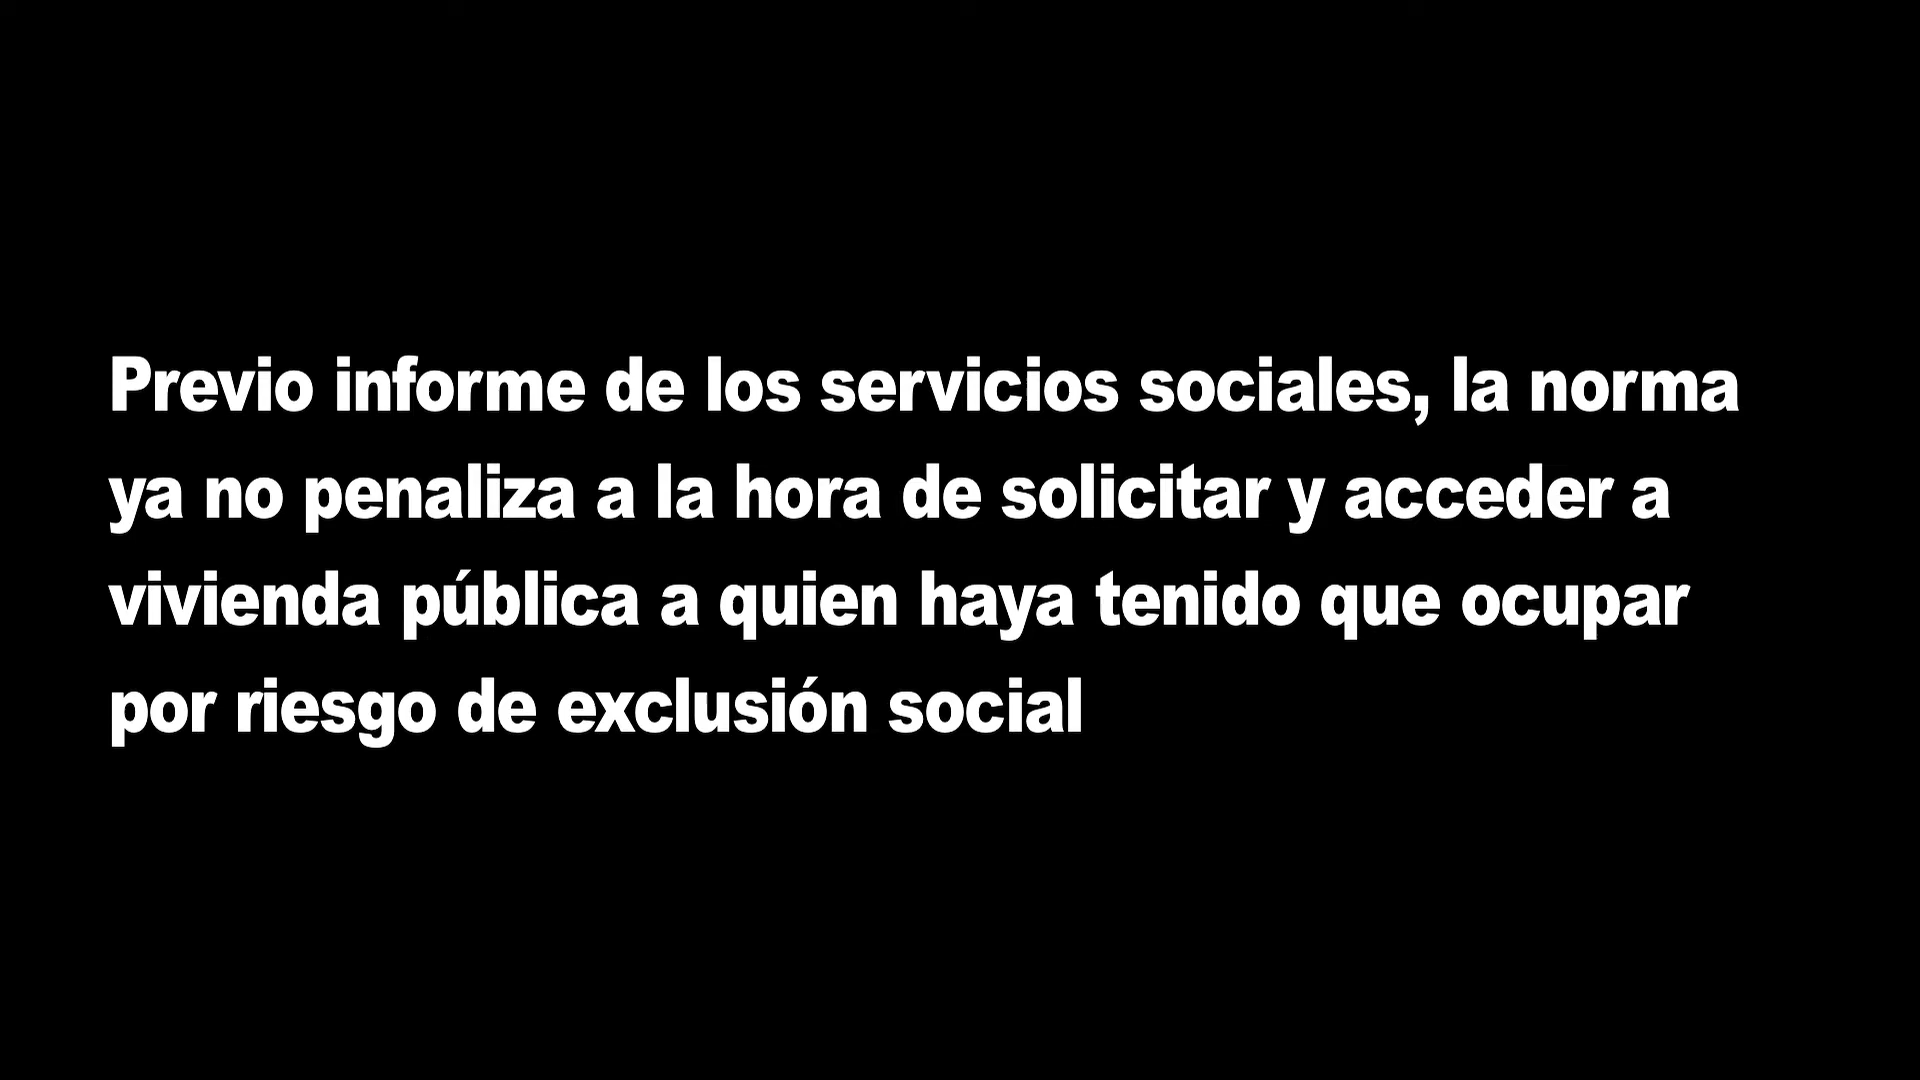 Previo informe de los servicios sociales, la norma
ya no penaliza a la hora de solicitar y acceder a
vivienda pública a quien haya tenido que ocupar
por riesgo de exclusión social